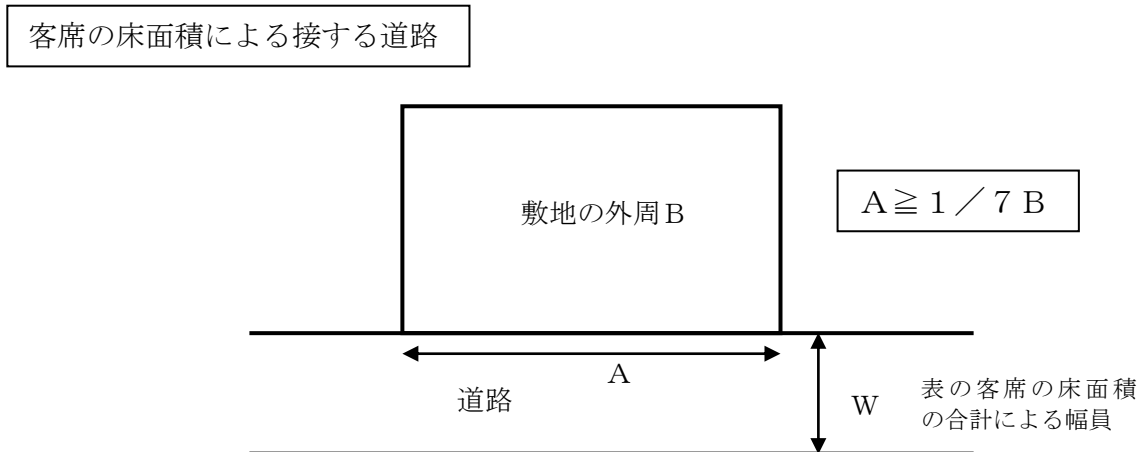 客席の床面積による接する道路
敷地の外周Ｂ
Ａ≧１／７Ｂ
Ａ
道路
Ｗ
表の客席の床面積
の合計による幅員